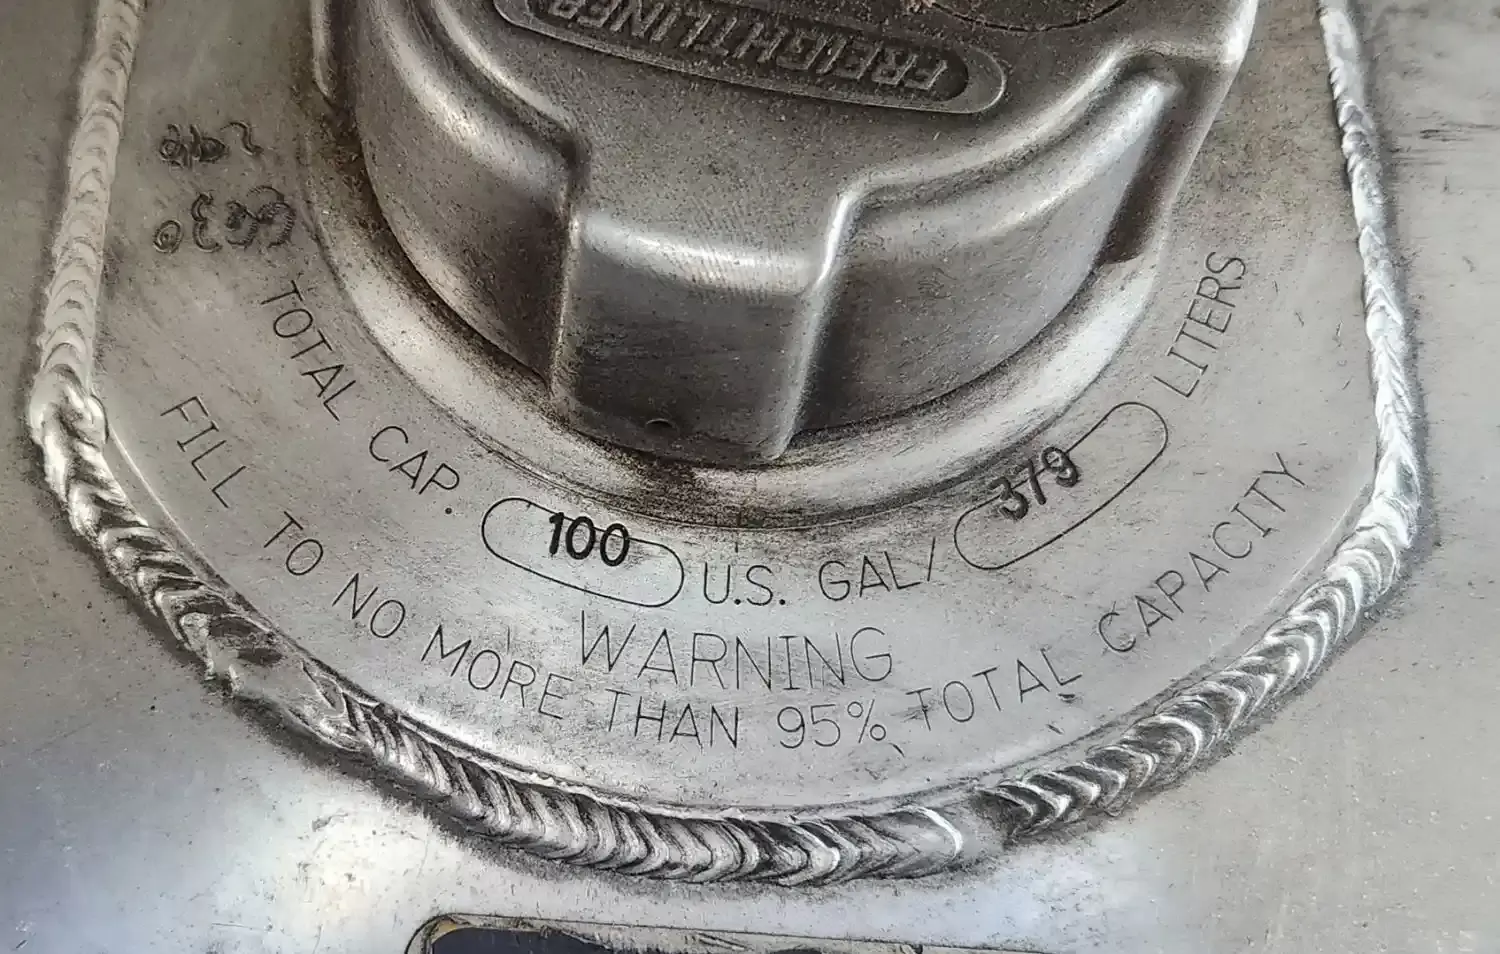 FREIGHTLINER
TOTAL CAP. 100 U.S. GAL/ 379 LITERS
WARNING
FILL TO NO MORE THAN 95% TOTAL CAPACITY